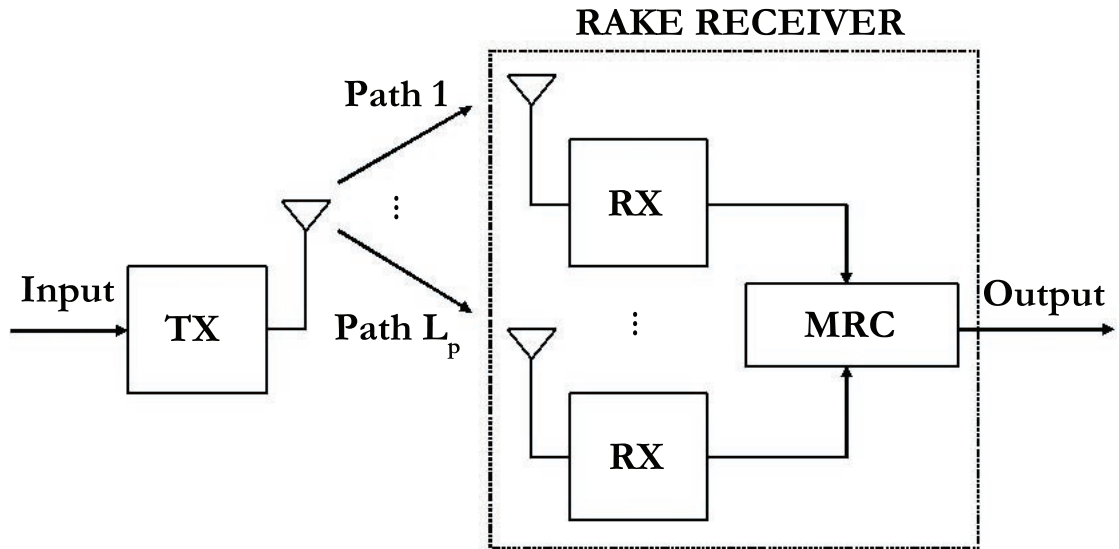 RAKE RECEIVER
Path 1
⋮
RX
Input
TX
Path Lₚ
⋮
MRC
Output
RX